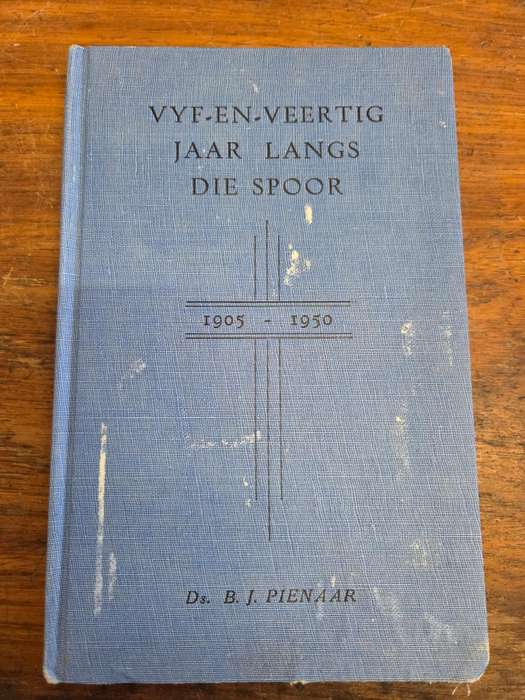 VYF-EN-VEERTIG
JAAR LANGS
DIE SPOOR
1905 - 1950
Ds. B. J. PIENAAR